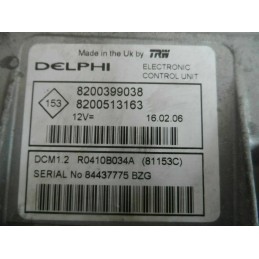 Made in the Uk by TRW
DELPHI ELECTRONIC
CONTROL UNIT
153 8200399038
8200513163
12V= 16.02.06
DCM1.2 R0410B034A (81153C)
SERIAL No 84437775 BZG